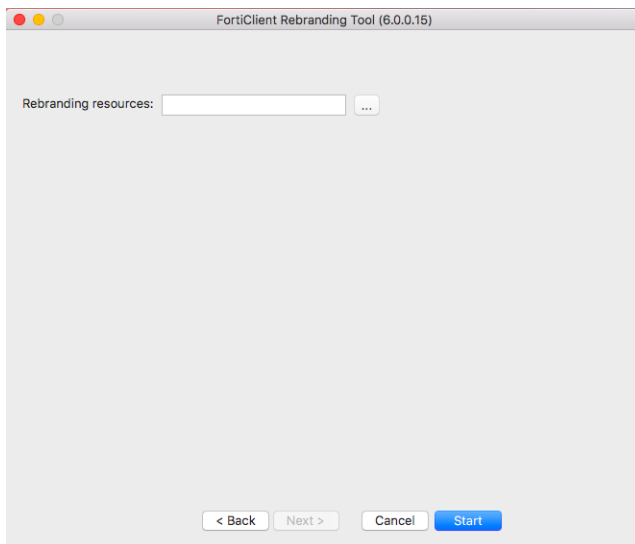 FortiClient Rebranding Tool (6.0.0.15)
Rebranding resources: ...
< Back Next > Cancel Start